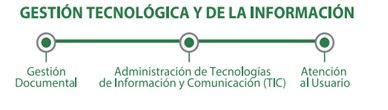 GESTIÓN TECNOLÓGICA Y DE LA INFORMACIÓN
Gestión
Documental
Administración de Tecnologías
de Información y Comunicación (TIC)
Atención
al Usuario